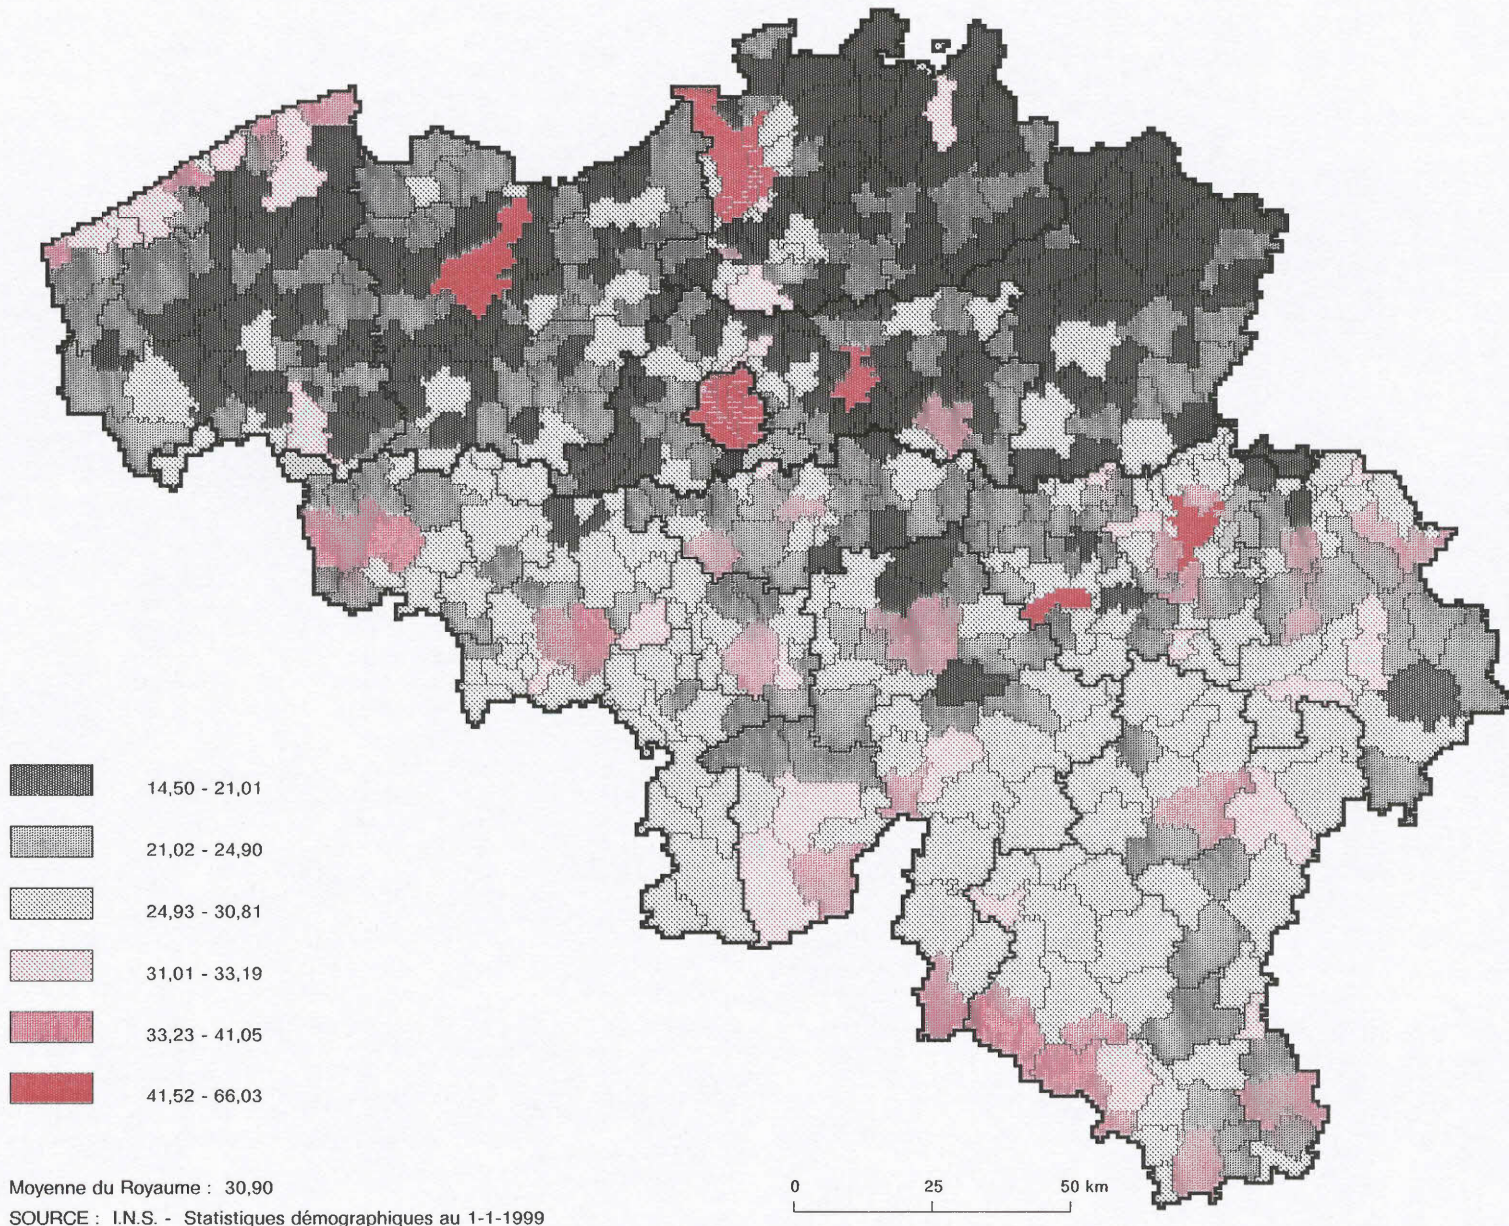 14,50 - 21,01
21,02 - 24,90
24,93 - 30,81
31,01 - 33,19
33,23 - 41,05
41,52 - 66,03
Moyenne du Royaume : 30,90
SOURCE : I.N.S. - Statistiques démographiques au 1-1-1999
0 25 50 km